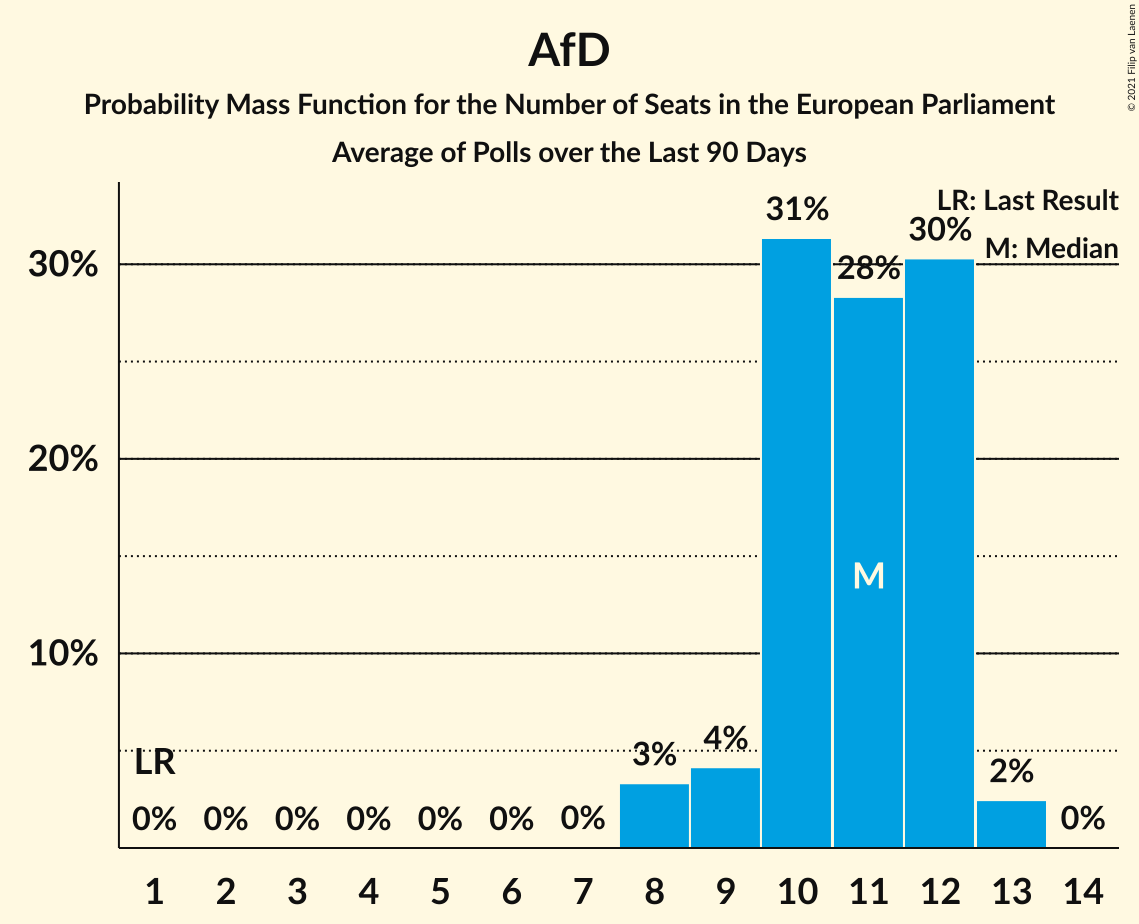 AfD
Probability Mass Function for the Number of Seats in the European Parliament
Average of Polls over the Last 90 Days
© 2021 Filip van Laenen
LR: Last Result
M: Median
31%
30%
28%
30%
20%
10%
M
LR
0%
0%
0%
0%
0%
0%
0%
3%
4%
2%
0%
1 2 3 4 5 6 7 8 9 10 11 12 13 14